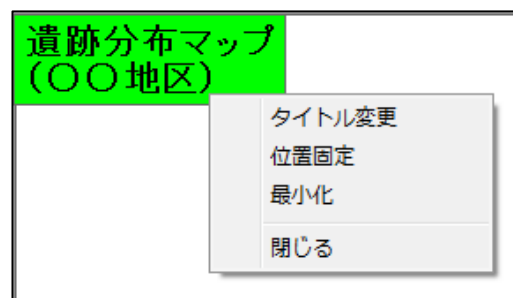 遺跡分布マップ
(〇〇地区)
タイトル変更
位置固定
最小化
閉じる